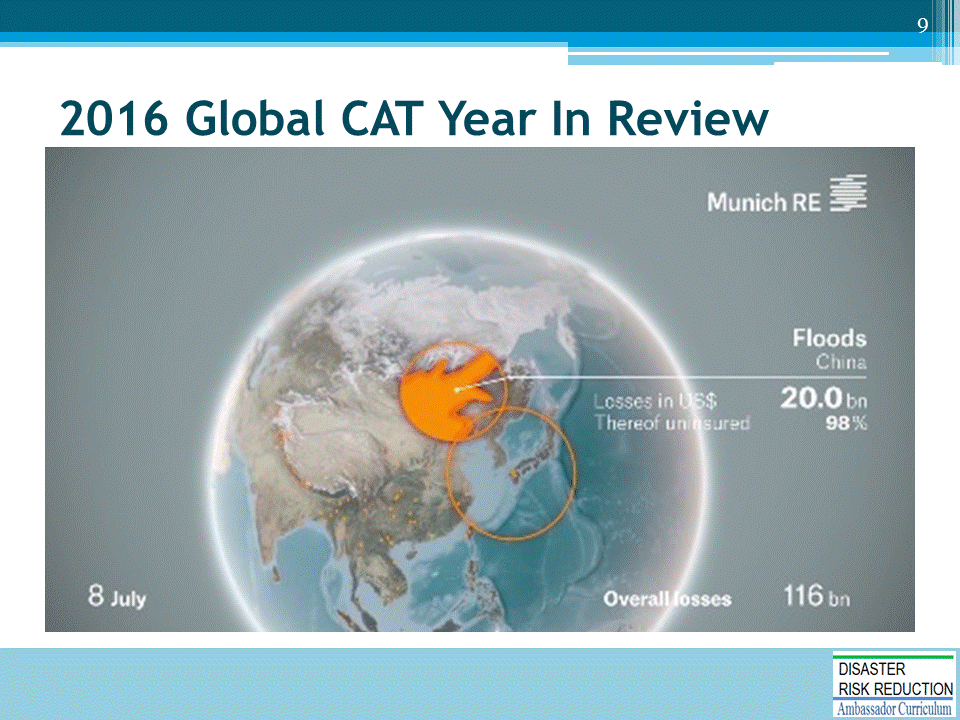 9
2016 Global CAT Year In Review
Munich RE
Floods
China
Losses in US$ 20.0 bn
Thereof uninsured 98%
8 July
Overall losses 116 bn
DISASTER
RISK REDUCTION
Ambassador Curriculum